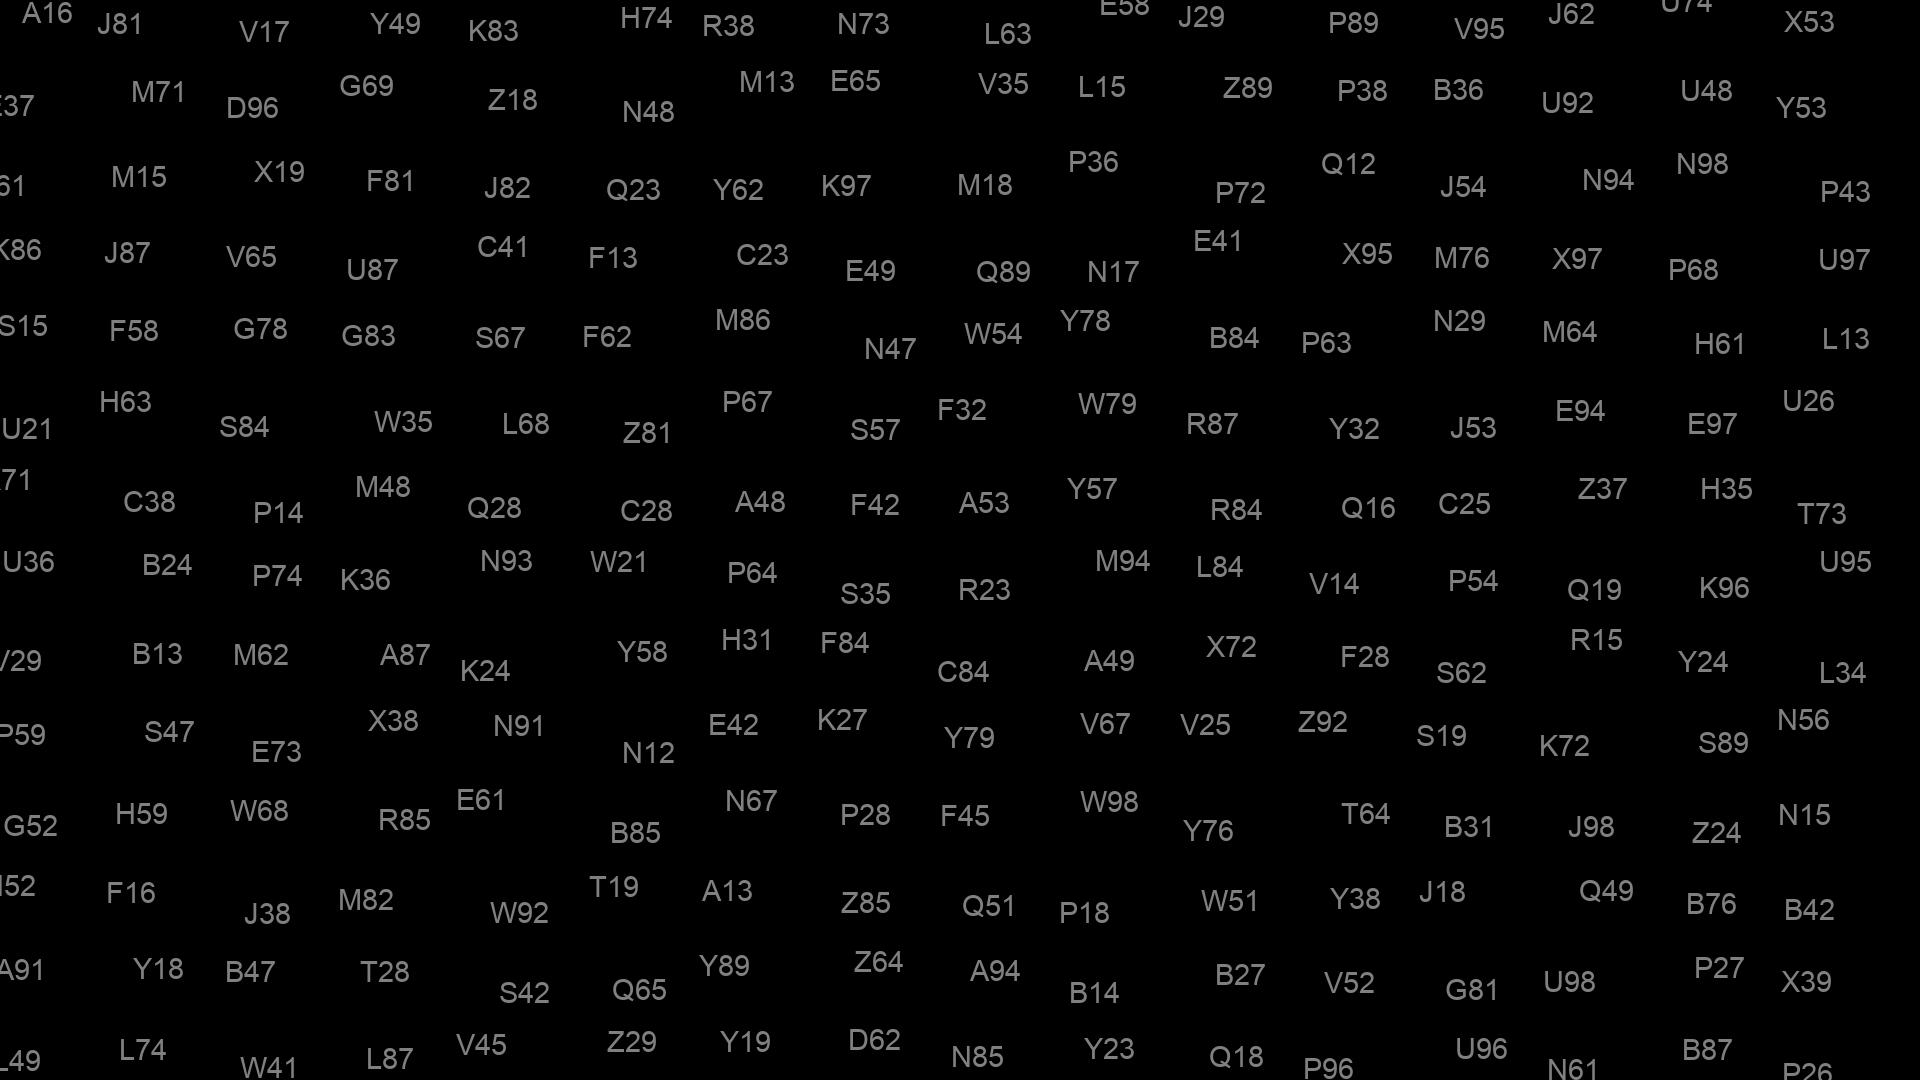 A16 J81 V17 Y49 K83 H74 R38 N73 L63 E58 J29 P89 V95 J62 U74 X53
M71 D96 G69 Z18 N48 M13 E65 V35 L15 Z89 P38 B36 U92 U48 Y53
M15 X19 F81 J82 Q23 Y62 K97 M18 P36 P72 Q12 J54 N94 N98 P43
K86 J87 V65 U87 C41 F13 C23 E49 Q89 N17 E41 X95 M76 X97 P68 U97
S15 F58 G78 G83 S67 F62 M86 N47 W54 Y78 B84 P63 N29 M64 H61 L13
U21 H63 S84 W35 L68 Z81 P67 S57 F32 W79 R87 Y32 J53 E94 E97 U26
C38 P14 M48 Q28 C28 A48 F42 A53 Y57 R84 Q16 C25 Z37 H35 T73
U36 B24 P74 K36 N93 W21 P64 S35 R23 M94 L84 V14 P54 Q19 K96 U95
V29 B13 M62 A87 K24 Y58 H31 F84 C84 A49 X72 F28 S62 R15 Y24 L34
P59 S47 E73 X38 N91 N12 E42 K27 Y79 V67 V25 Z92 S19 K72 S89 N56
G52 H59 W68 R85 E61 B85 N67 P28 F45 W98 Y76 T64 B31 J98 Z24 N15
F16 J38 M82 W92 T19 A13 Z85 Q51 P18 W51 Y38 J18 Q49 B76 B42
A91 Y18 B47 T28 S42 Q65 Y89 Z64 A94 B14 B27 V52 G81 U98 P27 X39
L49 L74 W41 L87 V45 Z29 Y19 D62 N85 Y23 Q18 P96 U96 N61 B87 P26